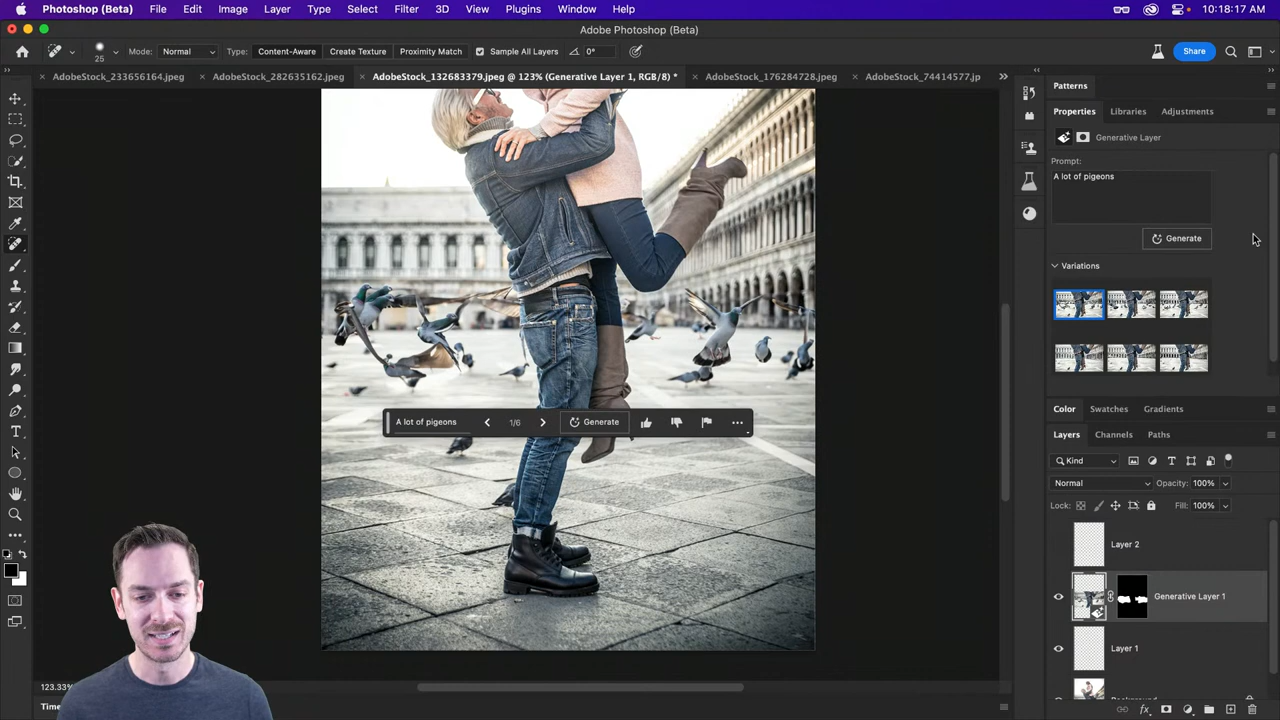 Photoshop (Beta) File Edit Image Layer Type Select Filter 3D View Plugins Window Help 10:18:17 AM
Adobe Photoshop (Beta)
25 Mode: Normal Type: Content-Aware Create Texture Proximity Match Sample All Layers 0° Share
AdobeStock_233656164.jpeg AdobeStock_282635162.jpeg AdobeStock_132683379.jpeg @ 123% (Generative Layer 1, RGB/8) * AdobeStock_176284728.jpeg AdobeStock_74414577.jp
Patterns
Properties Libraries Adjustments
Generative Layer
Prompt:
A lot of pigeons
Generate
Variations
A lot of pigeons 1/6 Generate
Color Swatches Gradients
Layers Channels Paths
Kind
Normal Opacity: 100%
Lock: Fill: 100%
Layer 2
Generative Layer 1
Layer 1
Background
123.33%
Time